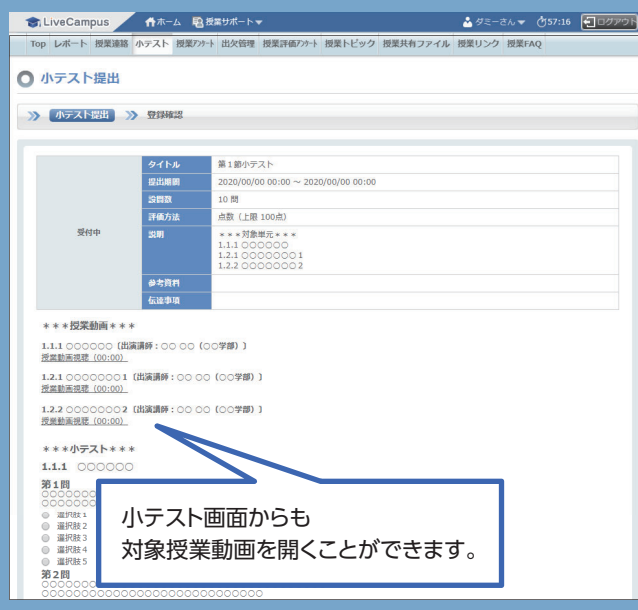 LiveCampus ホーム 授業サポート ダミーさん 57:16 ログアウト
Top レポート 授業連絡 小テスト 授業ｱﾝｹｰﾄ 出欠管理 授業評価ｱﾝｹｰﾄ 授業トピック 授業共有ファイル 授業リンク 授業FAQ
小テスト提出
小テスト提出 登録確認
受付中
タイトル 第１節小テスト
提出期間 2020/00/00 00:00 ～ 2020/00/00 00:00
設問数 10 問
評価方法 点数（上限 100点）
説明 ＊＊＊対象単元＊＊＊
1.1.1 ○○○○○○
1.2.1 ○○○○○○○１
1.2.2 ○○○○○○○２
参考資料
伝達事項
＊＊＊授業動画＊＊＊
1.1.1 ○○○○○○［出演講師：○○ ○○（○○学部）］
授業動画視聴（00:00）
1.2.1 ○○○○○○○１［出演講師：○○ ○○（○○学部）］
授業動画視聴（00:00）
1.2.2 ○○○○○○○２［出演講師：○○ ○○（○○学部）］
授業動画視聴（00:00）
＊＊＊小テスト＊＊＊
1.1.1 ○○○○○○
第１問
○○○○○○○
○○○○○○○
選択肢１
選択肢２
選択肢３
選択肢４
選択肢５
小テスト画面からも
対象授業動画を開くことができます。
第２問
○○○○○○○
○○○○○○○○○○○○○○○○○○○○○○○○○○○